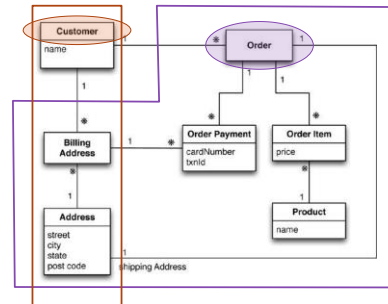 Customer
name
1
*
Order
1
1
1
1
*
*
*
Billing
Address
1
*
Order Payment
cardNumber
txnId
Order Item
price
*
*
1
1
Address
street
city
state
post code
Product
name
1
shipping Address